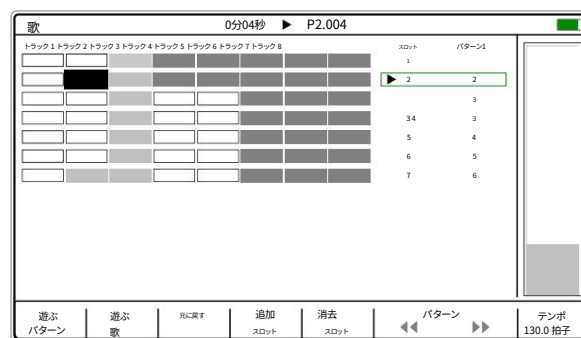 歌 0分04秒 ▶ P2.004
トラック 1 トラック 2 トラック 3 トラック 4 トラック 5 トラック 6 トラック 7 トラック 8
スロット パターン1
1
▶ 2 2
3
3 4 3
5 4
6 5
7 6
遊ぶ 遊ぶ 元に戻す 追加 消去 パターン テンポ
パターン 歌 スロット スロット ◀◀ ▶▶ 130.0 拍子